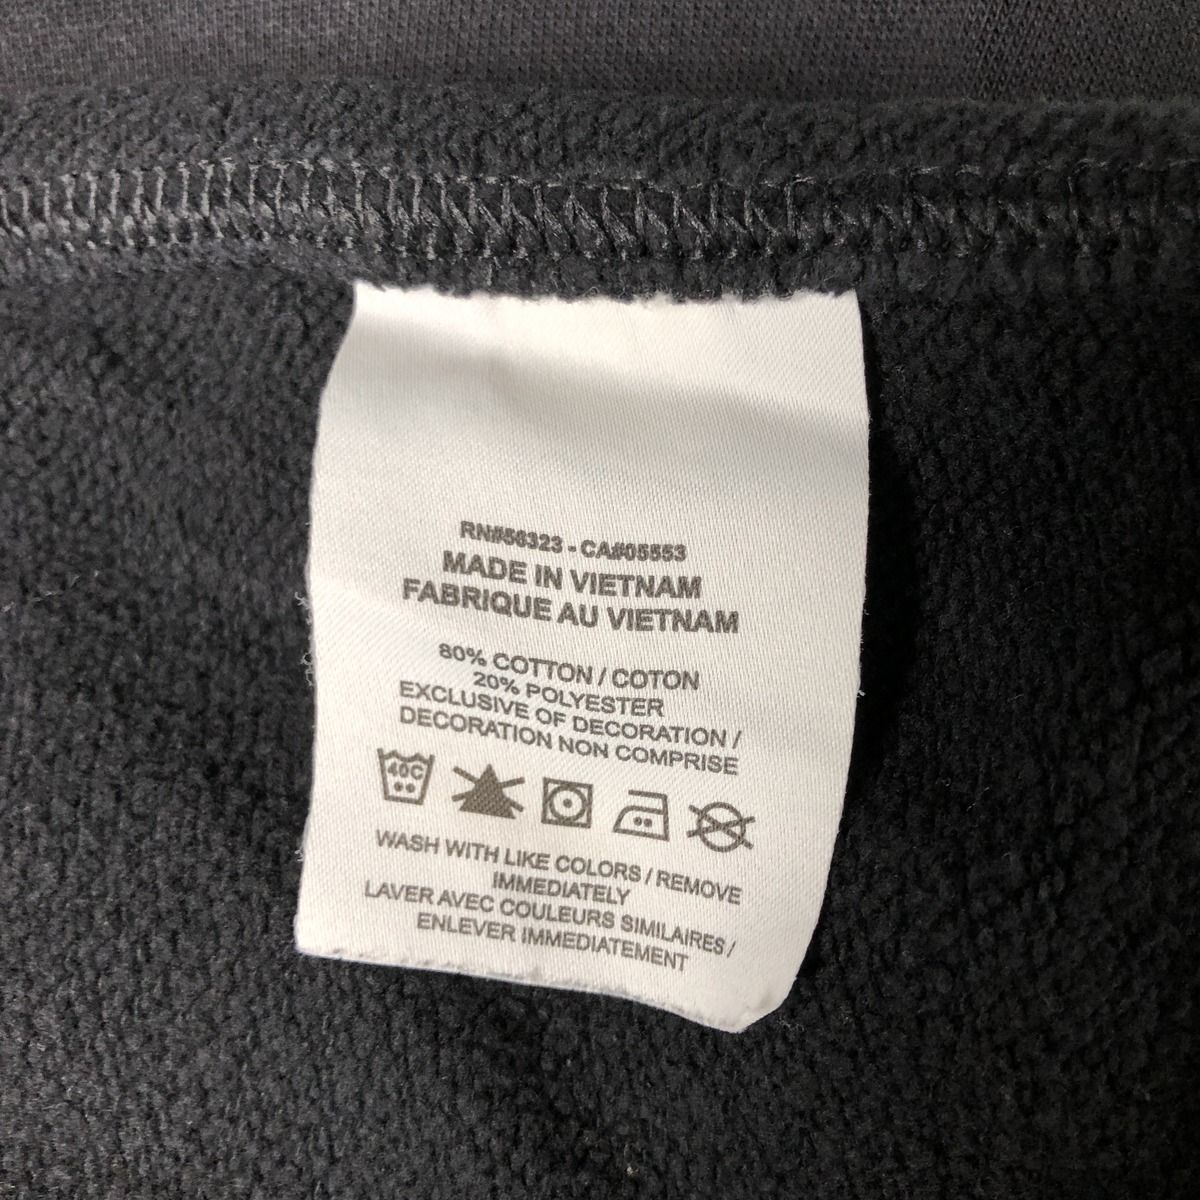 RN#56323 - CA#05553
MADE IN VIETNAM
FABRIQUE AU VIETNAM
80% COTTON / COTON
20% POLYESTER
EXCLUSIVE OF DECORATION /
DECORATION NON COMPRISE
40C
WASH WITH LIKE COLORS / REMOVE
IMMEDIATELY
LAVER AVEC COULEURS SIMILAIRES /
ENLEVER IMMEDIATEMENT